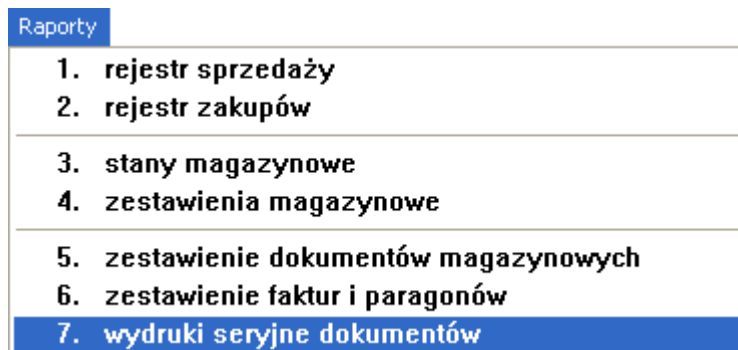 Raporty
1. rejestr sprzedaży
2. rejestr zakupów
3. stany magazynowe
4. zestawienia magazynowe
5. zestawienie dokumentów magazynowych
6. zestawienie faktur i paragonów
7. wydruki seryjne dokumentów